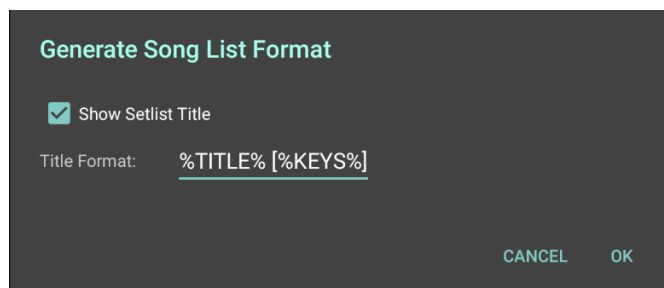 Generate Song List Format
Show Setlist Title
Title Format: %TITLE% [%KEYS%]
CANCEL OK